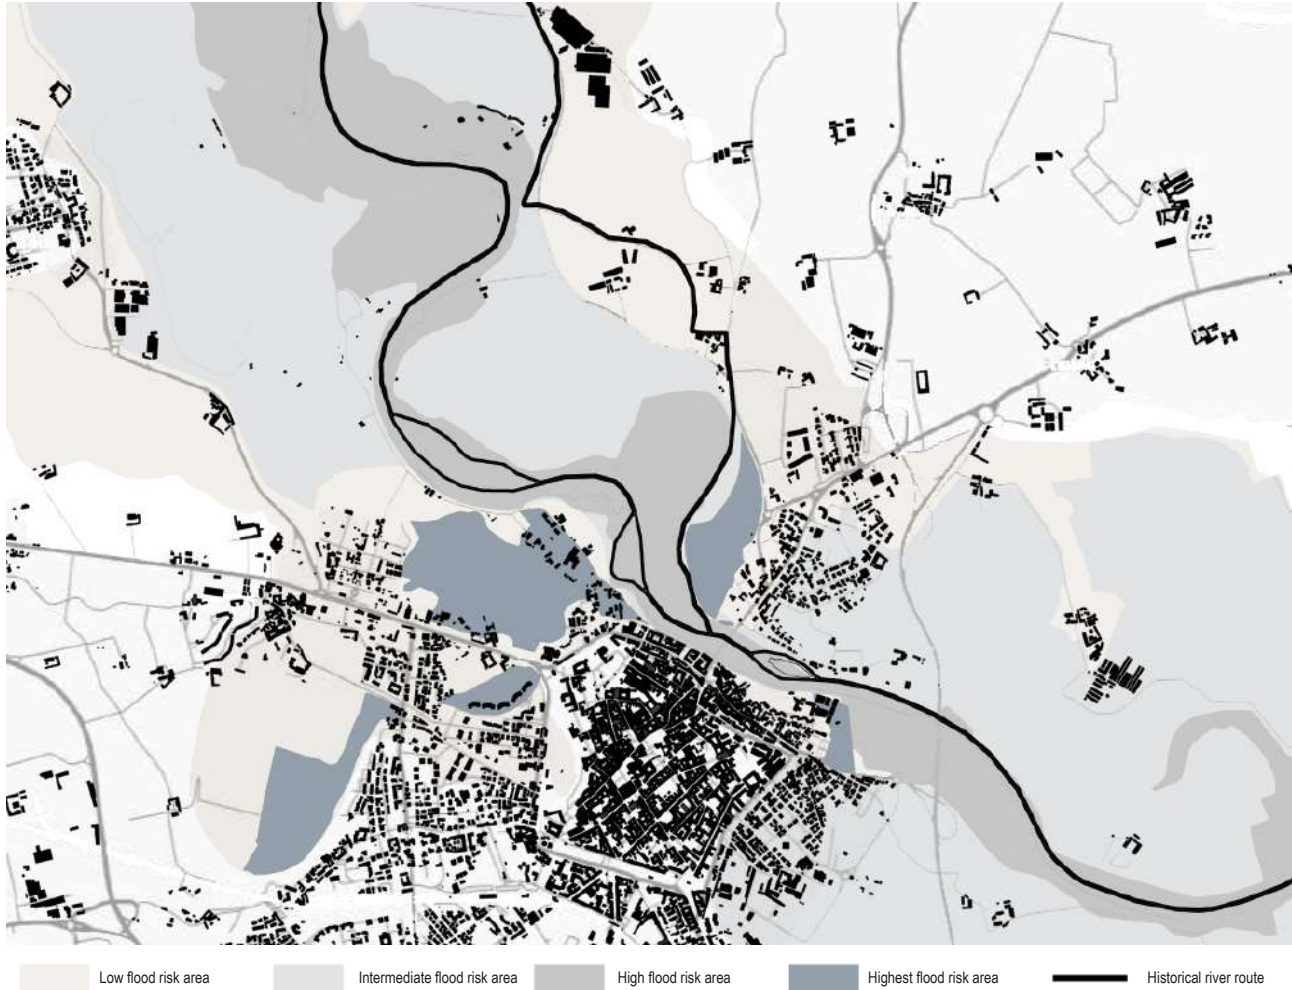 Low flood risk area
Intermediate flood risk area
High flood risk area
Highest flood risk area
Historical river route